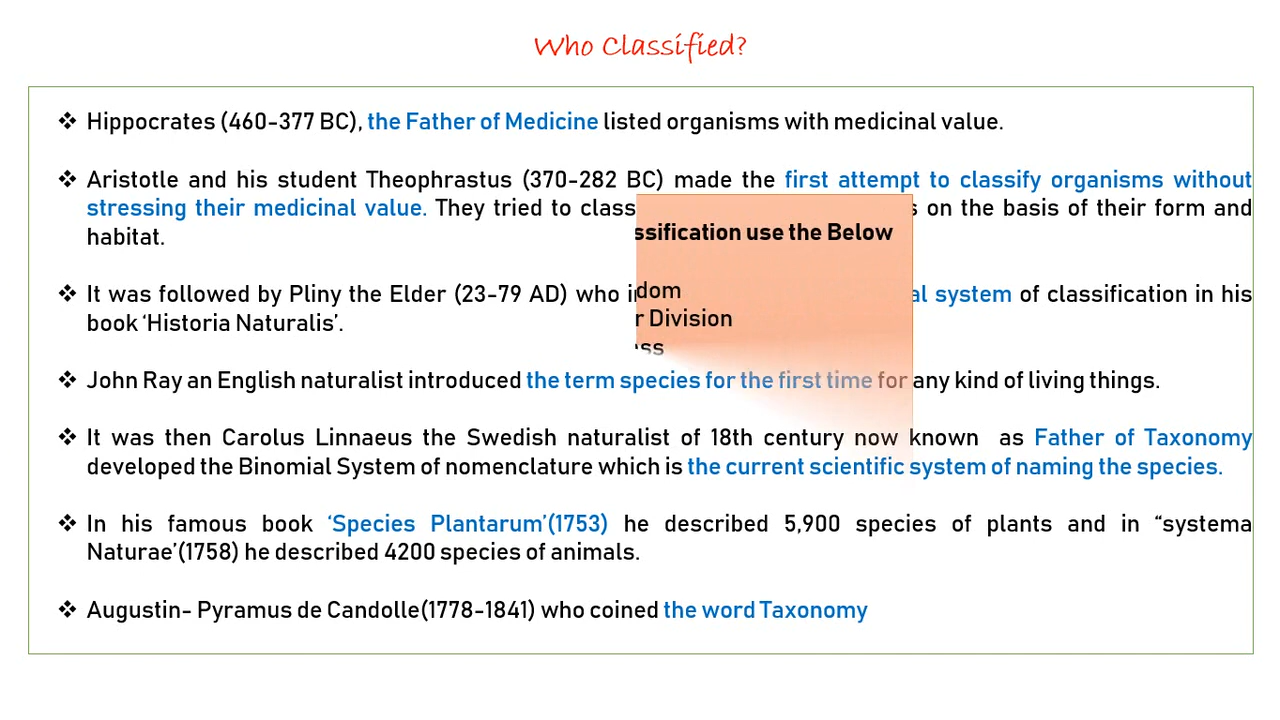 Who Classified?
❖ Hippocrates (460-377 BC), the Father of Medicine listed organisms with medicinal value.
❖ Aristotle and his student Theophrastus (370-282 BC) made the first attempt to classify organisms without
stressing their medicinal value. They tried to class on the basis of their form and
habitat.
ssification use the Below
❖ It was followed by Pliny the Elder (23-79 AD) who system of classification in his
book ‘Historia Naturalis’.
dom
r Division
❖ John Ray an English naturalist introduced the term species for the first time for any kind of living things.
❖ It was then Carolus Linnaeus the Swedish naturalist of 18th century now known as Father of Taxonomy
developed the Binomial System of nomenclature which is the current scientific system of naming the species.
❖ In his famous book ‘Species Plantarum’(1753) he described 5,900 species of plants and in “systema
Naturae’(1758) he described 4200 species of animals.
❖ Augustin- Pyramus de Candolle(1778-1841) who coined the word Taxonomy